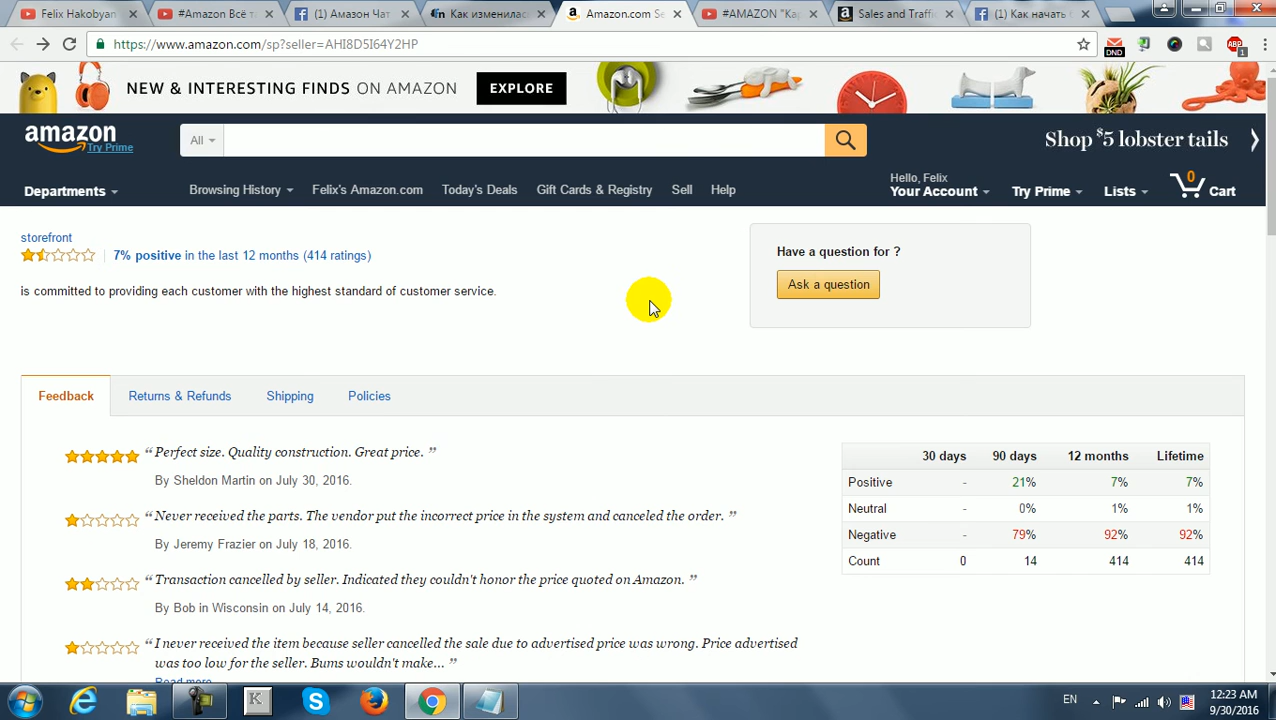 Felix Hakobyan
#Amazon Всё т
(1) Амазон Чат
Как изменилас
Amazon.com Se
#AMAZON "Кар
Sales and Traffi
(1) Как начать с
https://www.amazon.com/sp?seller=AHI8D5I64Y2HP
DND
ABP
1
NEW & INTERESTING FINDS ON AMAZON
EXPLORE
amazon
Try Prime
All
Shop $5 lobster tails
Departments
Browsing History
Felix's Amazon.com
Today's Deals
Gift Cards & Registry
Sell
Help
Hello, Felix
Your Account
Try Prime
Lists
0
Cart
storefront
7% positive in the last 12 months (414 ratings)
is committed to providing each customer with the highest standard of customer service.
Have a question for ?
Ask a question
Feedback
Returns & Refunds
Shipping
Policies
“ Perfect size. Quality construction. Great price. ”
By Sheldon Martin on July 30, 2016.
“ Never received the parts. The vendor put the incorrect price in the system and canceled the order. ”
By Jeremy Frazier on July 18, 2016.
“ Transaction cancelled by seller. Indicated they couldn't honor the price quoted on Amazon. ”
By Bob in Wisconsin on July 14, 2016.
“ I never received the item because seller cancelled the sale due to advertised price was wrong. Price advertised
was too low for the seller. Bums wouldn't make... ”
Read more
30 days 90 days 12 months Lifetime
Positive - 21% 7% 7%
Neutral - 0% 1% 1%
Negative - 79% 92% 92%
Count 0 14 414 414
K
EN
12:23 AM
9/30/2016